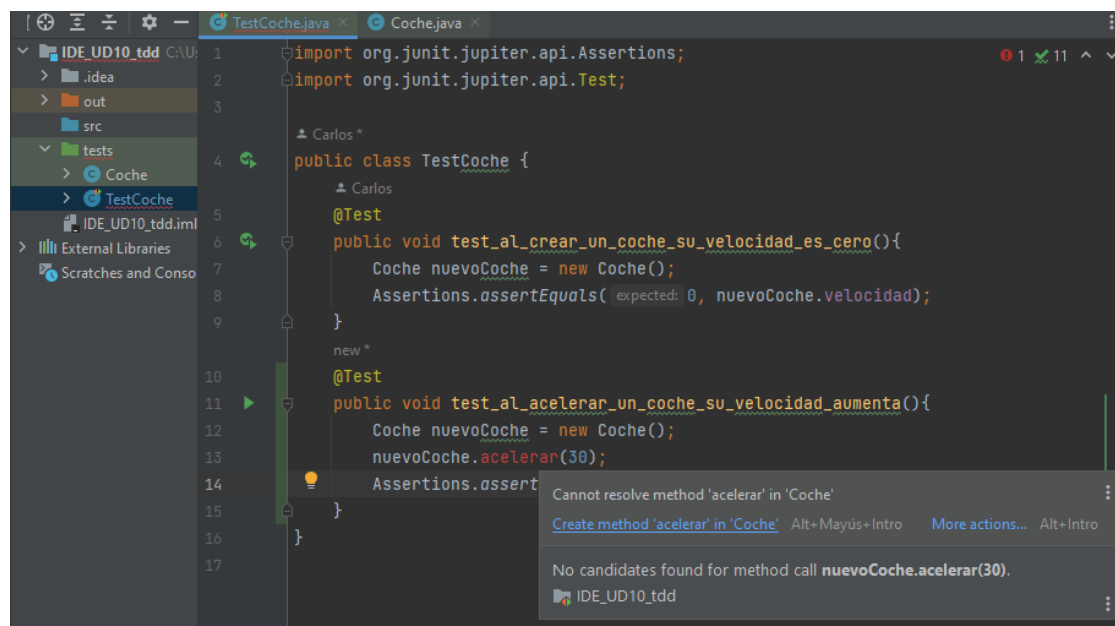 TestCoche.java
Coche.java
IDE_UD10_tdd C:\U
.idea
out
src
tests
Coche
TestCoche
IDE_UD10_tdd.iml
External Libraries
Scratches and Conso
1 11
1 import org.junit.jupiter.api.Assertions;
2 import org.junit.jupiter.api.Test;
3
Carlos *
4 public class TestCoche {
Carlos
5 @Test
6 public void test_al_crear_un_coche_su_velocidad_es_cero(){
7 Coche nuevoCoche = new Coche();
8 Assertions.assertEquals( expected: 0, nuevoCoche.velocidad);
9 }
new *
10 @Test
11 public void test_al_acelerar_un_coche_su_velocidad_aumenta(){
12 Coche nuevoCoche = new Coche();
13 nuevoCoche.acelerar(30);
14 Assertions.assert
15 }
16 }
17
Cannot resolve method 'acelerar' in 'Coche'
Create method 'acelerar' in 'Coche' Alt+Mayús+Intro More actions... Alt+Intro
No candidates found for method call nuevoCoche.acelerar(30).
IDE_UD10_tdd